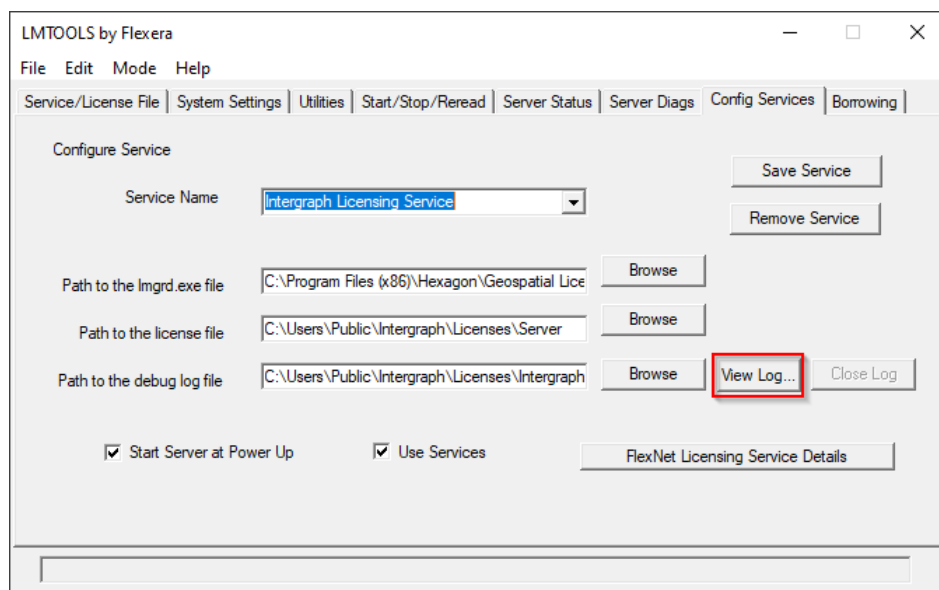 LMTOOLS by Flexera
File Edit Mode Help
Service/License File System Settings Utilities Start/Stop/Reread Server Status Server Diags Config Services Borrowing
Configure Service
Save Service
Service Name Intergraph Licensing Service
Remove Service
Path to the lmgrd.exe file C:\Program Files (x86)\Hexagon\Geospatial Lice Browse
Path to the license file C:\Users\Public\Intergraph\Licenses\Server Browse
Path to the debug log file C:\Users\Public\Intergraph\Licenses\Intergraph Browse View Log... Close Log
Start Server at Power Up Use Services FlexNet Licensing Service Details